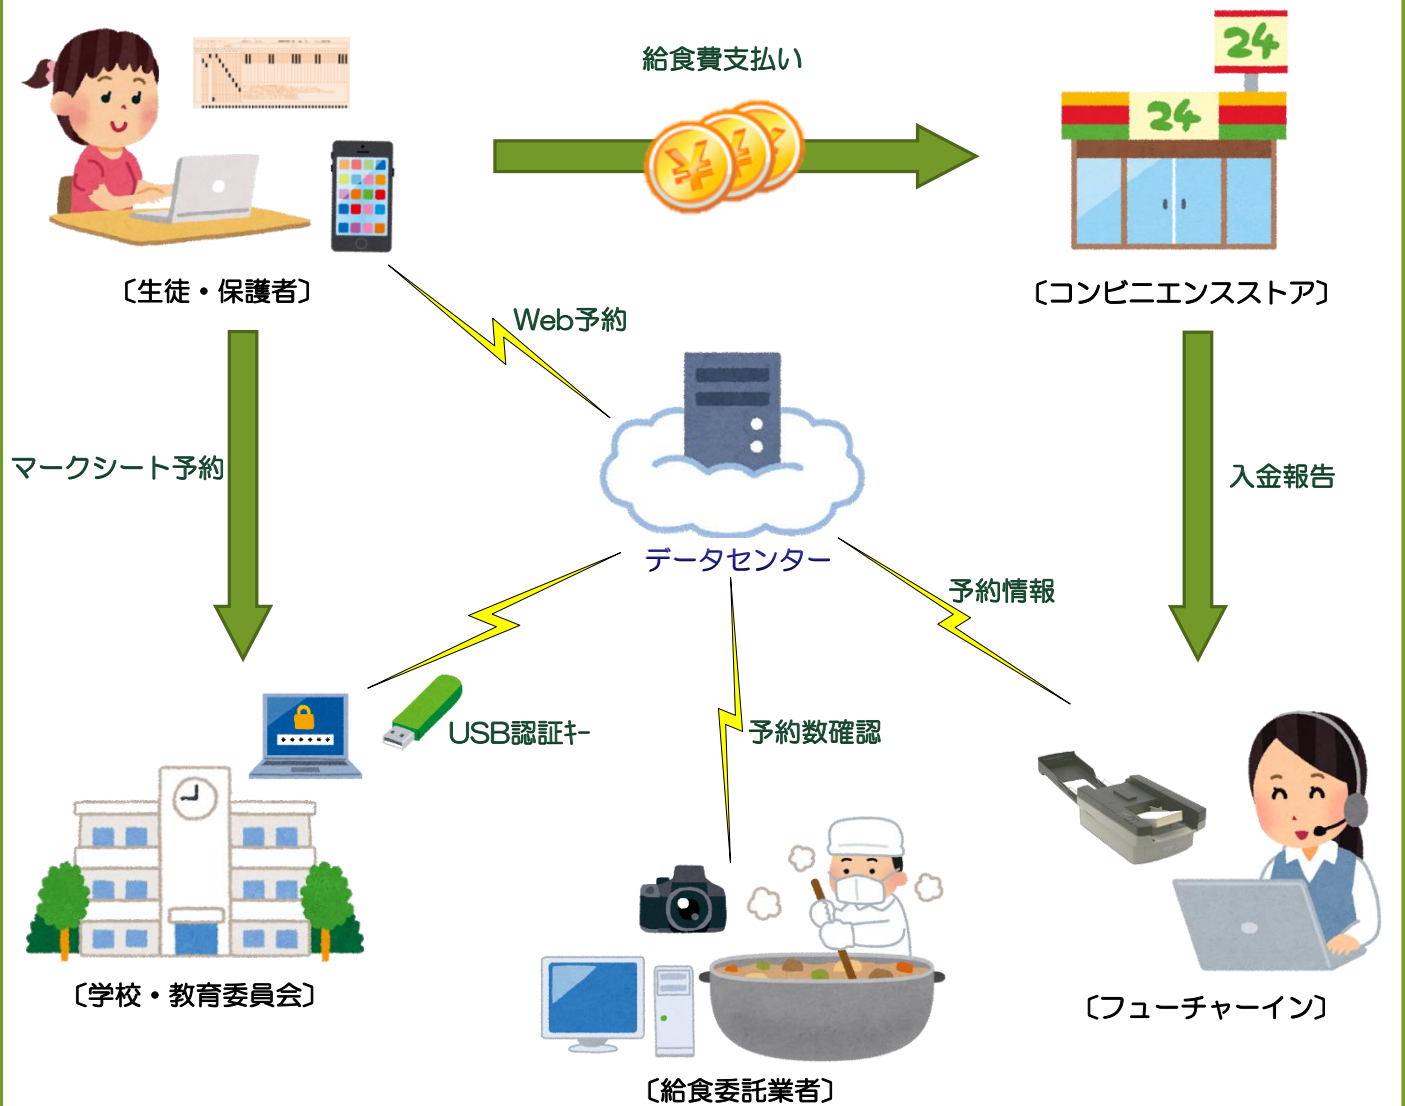 給食費支払い
24
24
〔生徒・保護者〕
〔コンビニエンスストア〕
Web予約
マークシート予約
入金報告
データセンター
予約情報
USB認証ｷｰ
予約数確認
〔学校・教育委員会〕
〔フューチャーイン〕
〔給食委託業者〕